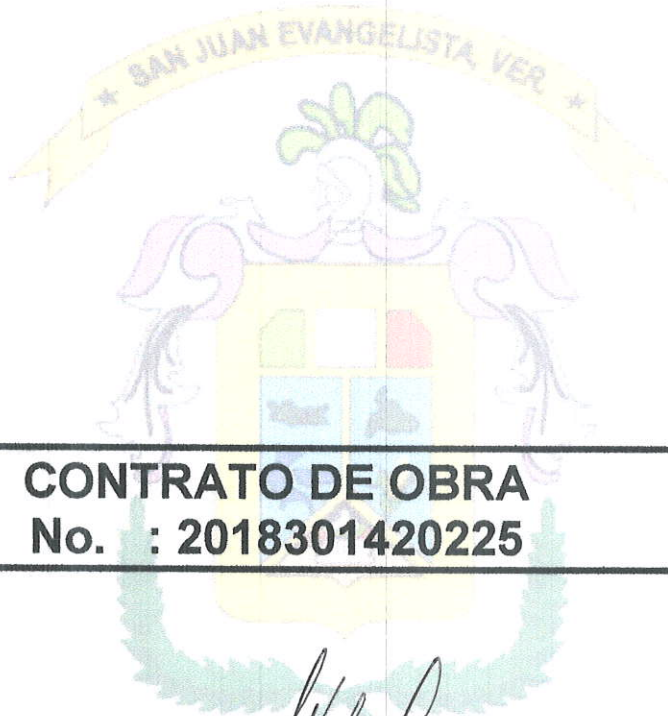 ★ SAN JUAN EVANGELISTA, VER. ★
CONTRATO DE OBRA
No. : 2018301420225